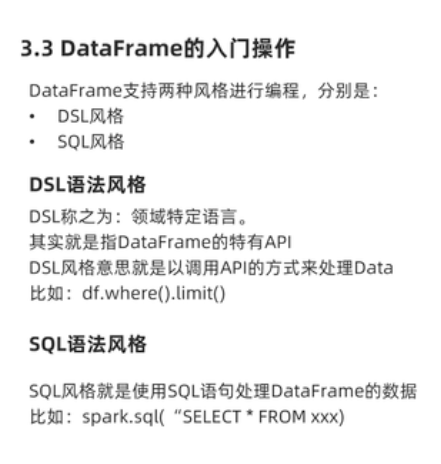 3.3 DataFrame的入门操作
DataFrame支持两种风格进行编程，分别是：
• DSL风格
• SQL风格
DSL语法风格
DSL称之为：领域特定语言。
其实就是指DataFrame的特有API
DSL风格意思就是以调用API的方式来处理Data
比如：df.where().limit()
SQL语法风格
SQL风格就是使用SQL语句处理DataFrame的数据
比如：spark.sql(“SELECT * FROM xxx)